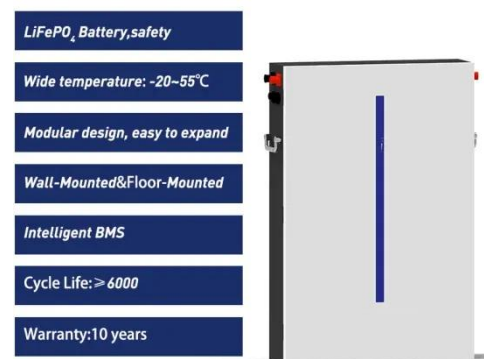 LiFePO₄ Battery,safety
Wide temperature: -20~55℃
Modular design, easy to expand
Wall-Mounted&Floor-Mounted
Intelligent BMS
Cycle Life:≥6000
Warranty:10 years